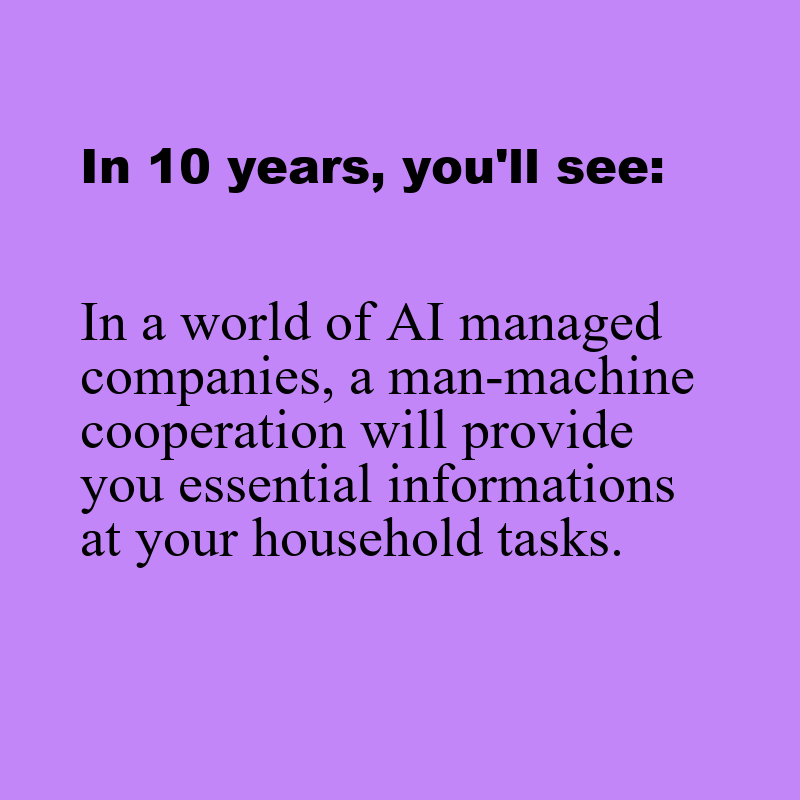 In 10 years, you'll see:
In a world of AI managed
companies, a man-machine
cooperation will provide
you essential informations
at your household tasks.